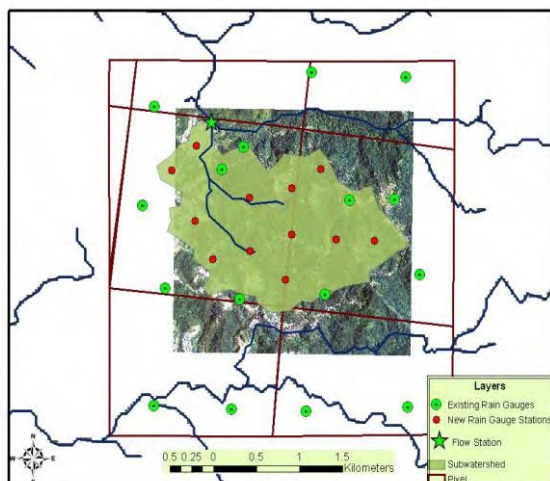 Layers
Existing Rain Gauges
New Rain Gauge Stations
Flow Station
Subwatershed
Pixel
N
W E
S
0.5 0.25 0 0.5 1 1.5
Kilometers